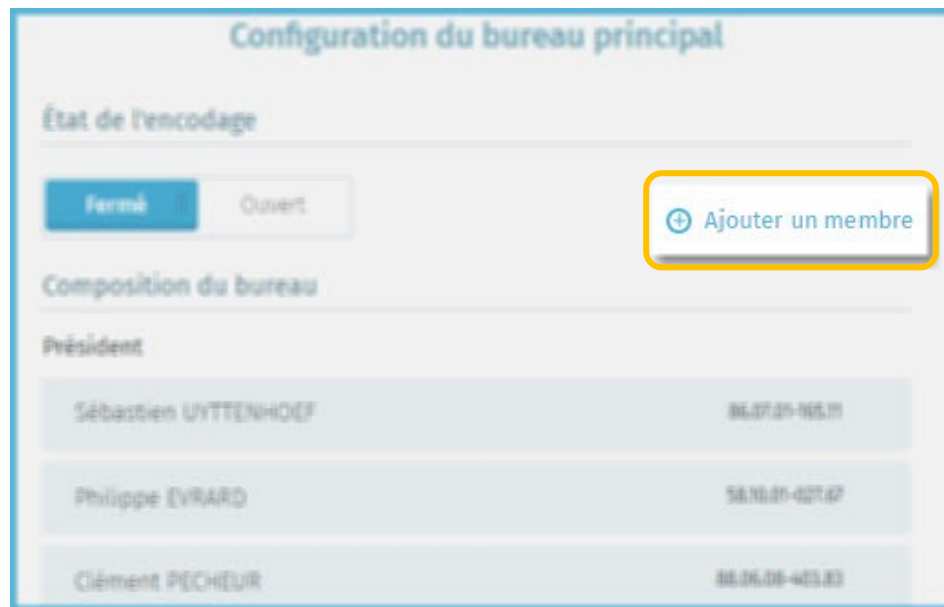 Configuration du bureau principal
État de l'encodage
Fermé Ouvert
Ajouter un membre
Composition du bureau
Président
Sébastien UYTTENHOEF
Philippe EVRARD
Clément PECHEUR